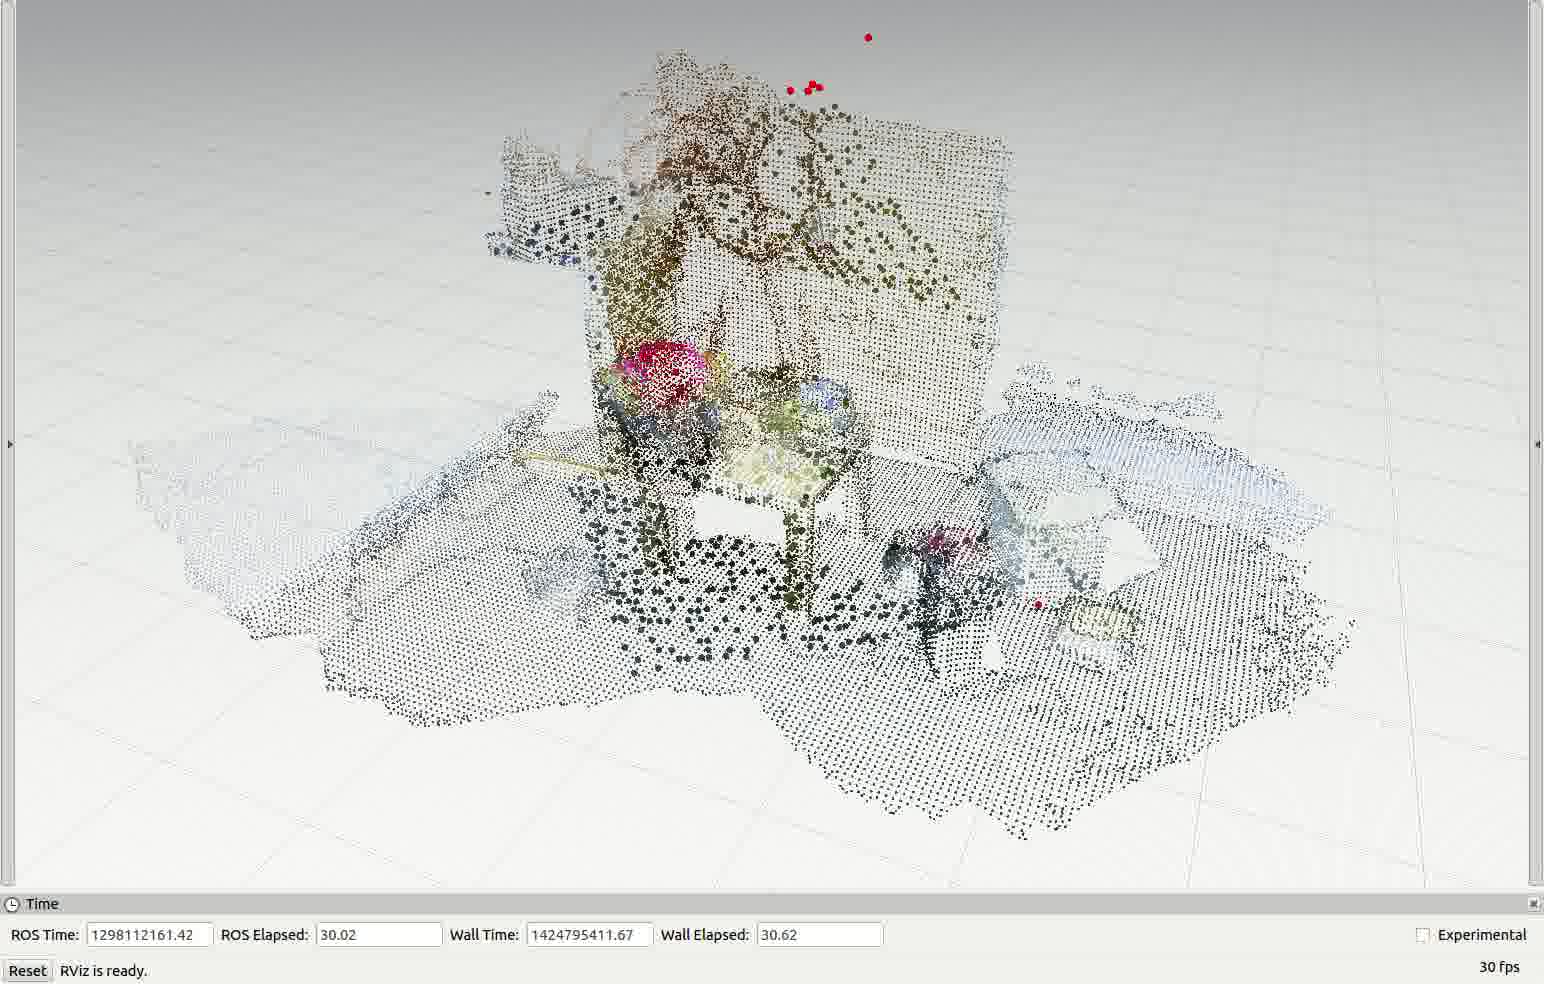 Time
ROS Time: 1298112161.42 ROS Elapsed: 30.02 Wall Time: 1424795411.67 Wall Elapsed: 30.62 Experimental
Reset RViz is ready. 30 fps